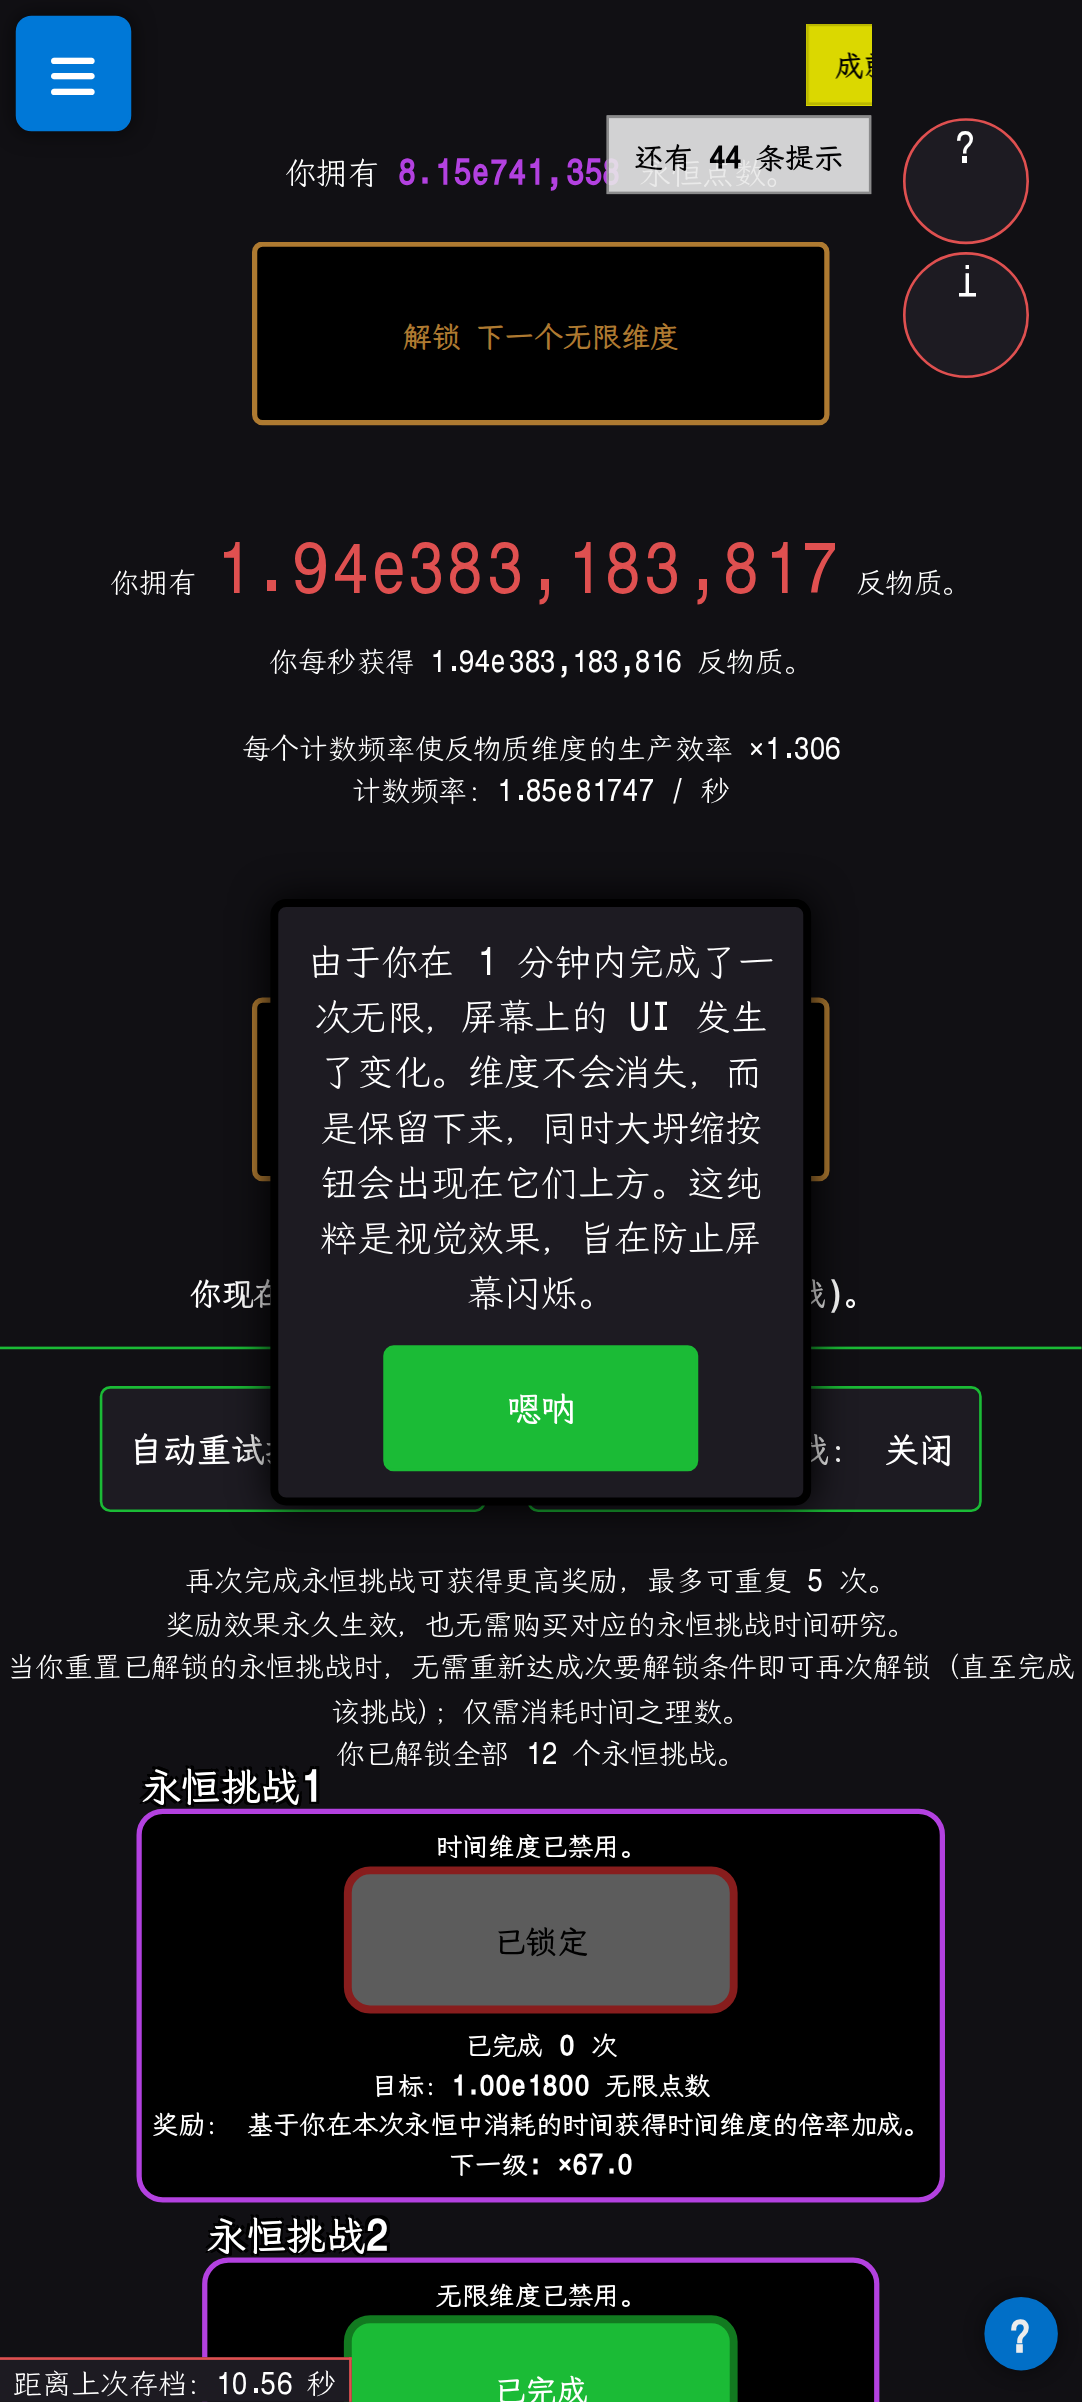 成
还有 44 条提示
?
你拥有 8.15e741,358 永恒点数。
i
解锁 下一个无限维度
你拥有 1.94e383,183,817 反物质。
你每秒获得 1.94e383,183,816 反物质。
每个计数频率使反物质维度的生产效率 ×1.306
计数频率: 1.85e81747 / 秒
由于你在 1 分钟内完成了一
次无限, 屏幕上的 UI 发生
了变化。维度不会消失, 而
是保留下来, 同时大坍缩按
钮会出现在它们上方。这纯
粹是视觉效果, 旨在防止屏
幕闪烁。
嗯呐
你现在 战)。
自动重试 战: 关闭
再次完成永恒挑战可获得更高奖励, 最多可重复 5 次。
奖励效果永久生效, 也无需购买对应的永恒挑战时间研究。
当你重置已解锁的永恒挑战时, 无需重新达成次要解锁条件即可再次解锁 (直至完成
该挑战); 仅需消耗时间之理数。
你已解锁全部 12 个永恒挑战。
永恒挑战1
时间维度已禁用。
已锁定
已完成 0 次
目标: 1.00e1800 无限点数
奖励: 基于你在本次永恒中消耗的时间获得时间维度的倍率加成。
下一级: ×67.0
永恒挑战2
无限维度已禁用。
已完成
?
距离上次存档: 10.56 秒